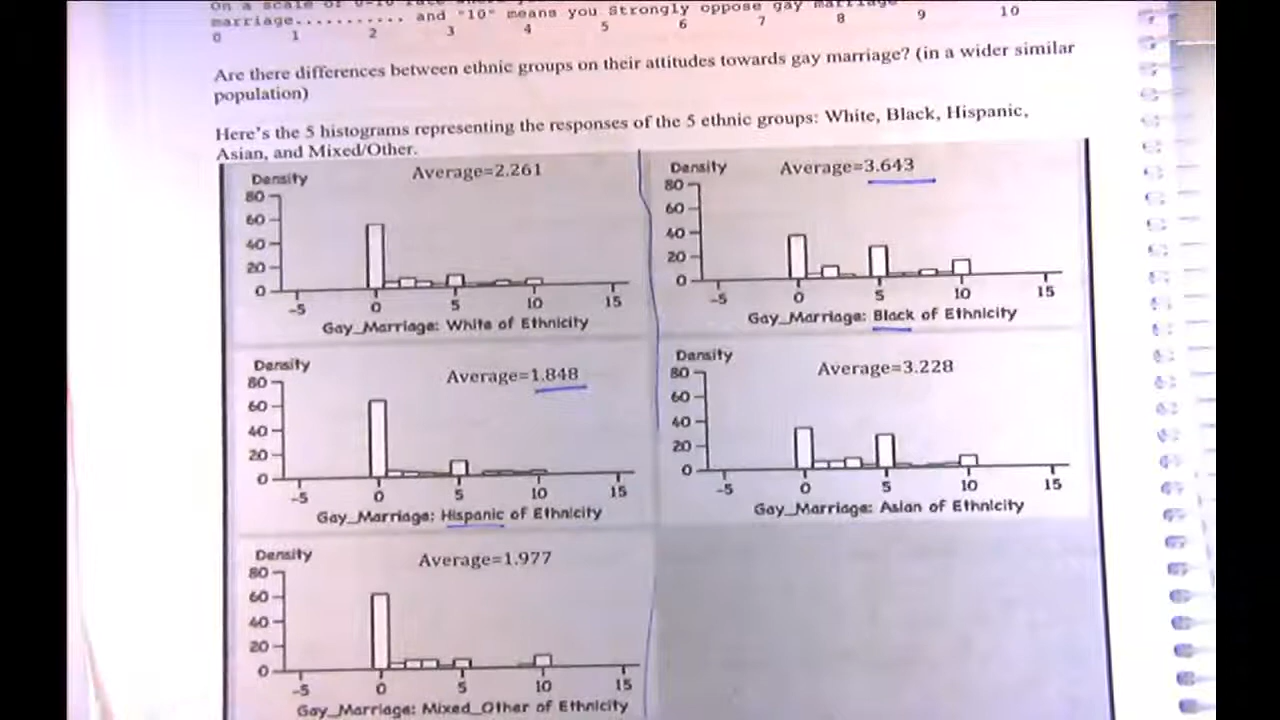 On a scale of 0-10
marriage.......... and "10" means you Strongly oppose gay marriage
0 1 2 3 4 5 6 7 8 9 10
Are there differences between ethnic groups on their attitudes towards gay marriage? (in a wider similar
population)
Here's the 5 histograms representing the responses of the 5 ethnic groups: White, Black, Hispanic,
Asian, and Mixed/Other.
Density
Average=2.261
80
60
40
20
0
-5 0 5 10 15
Gay_Marriage: White of Ethnicity
Density
Average=3.643
80
60
40
20
0
-5 0 5 10 15
Gay_Marriage: Black of Ethnicity
Density
Average=1.848
80
60
40
20
0
-5 0 5 10 15
Gay_Marriage: Hispanic of Ethnicity
Density
Average=3.228
80
60
40
20
0
-5 0 5 10 15
Gay_Marriage: Asian of Ethnicity
Density
Average=1.977
80
60
40
20
0
-5 0 5 10 15
Gay_Marriage: Mixed_Other of Ethnicity